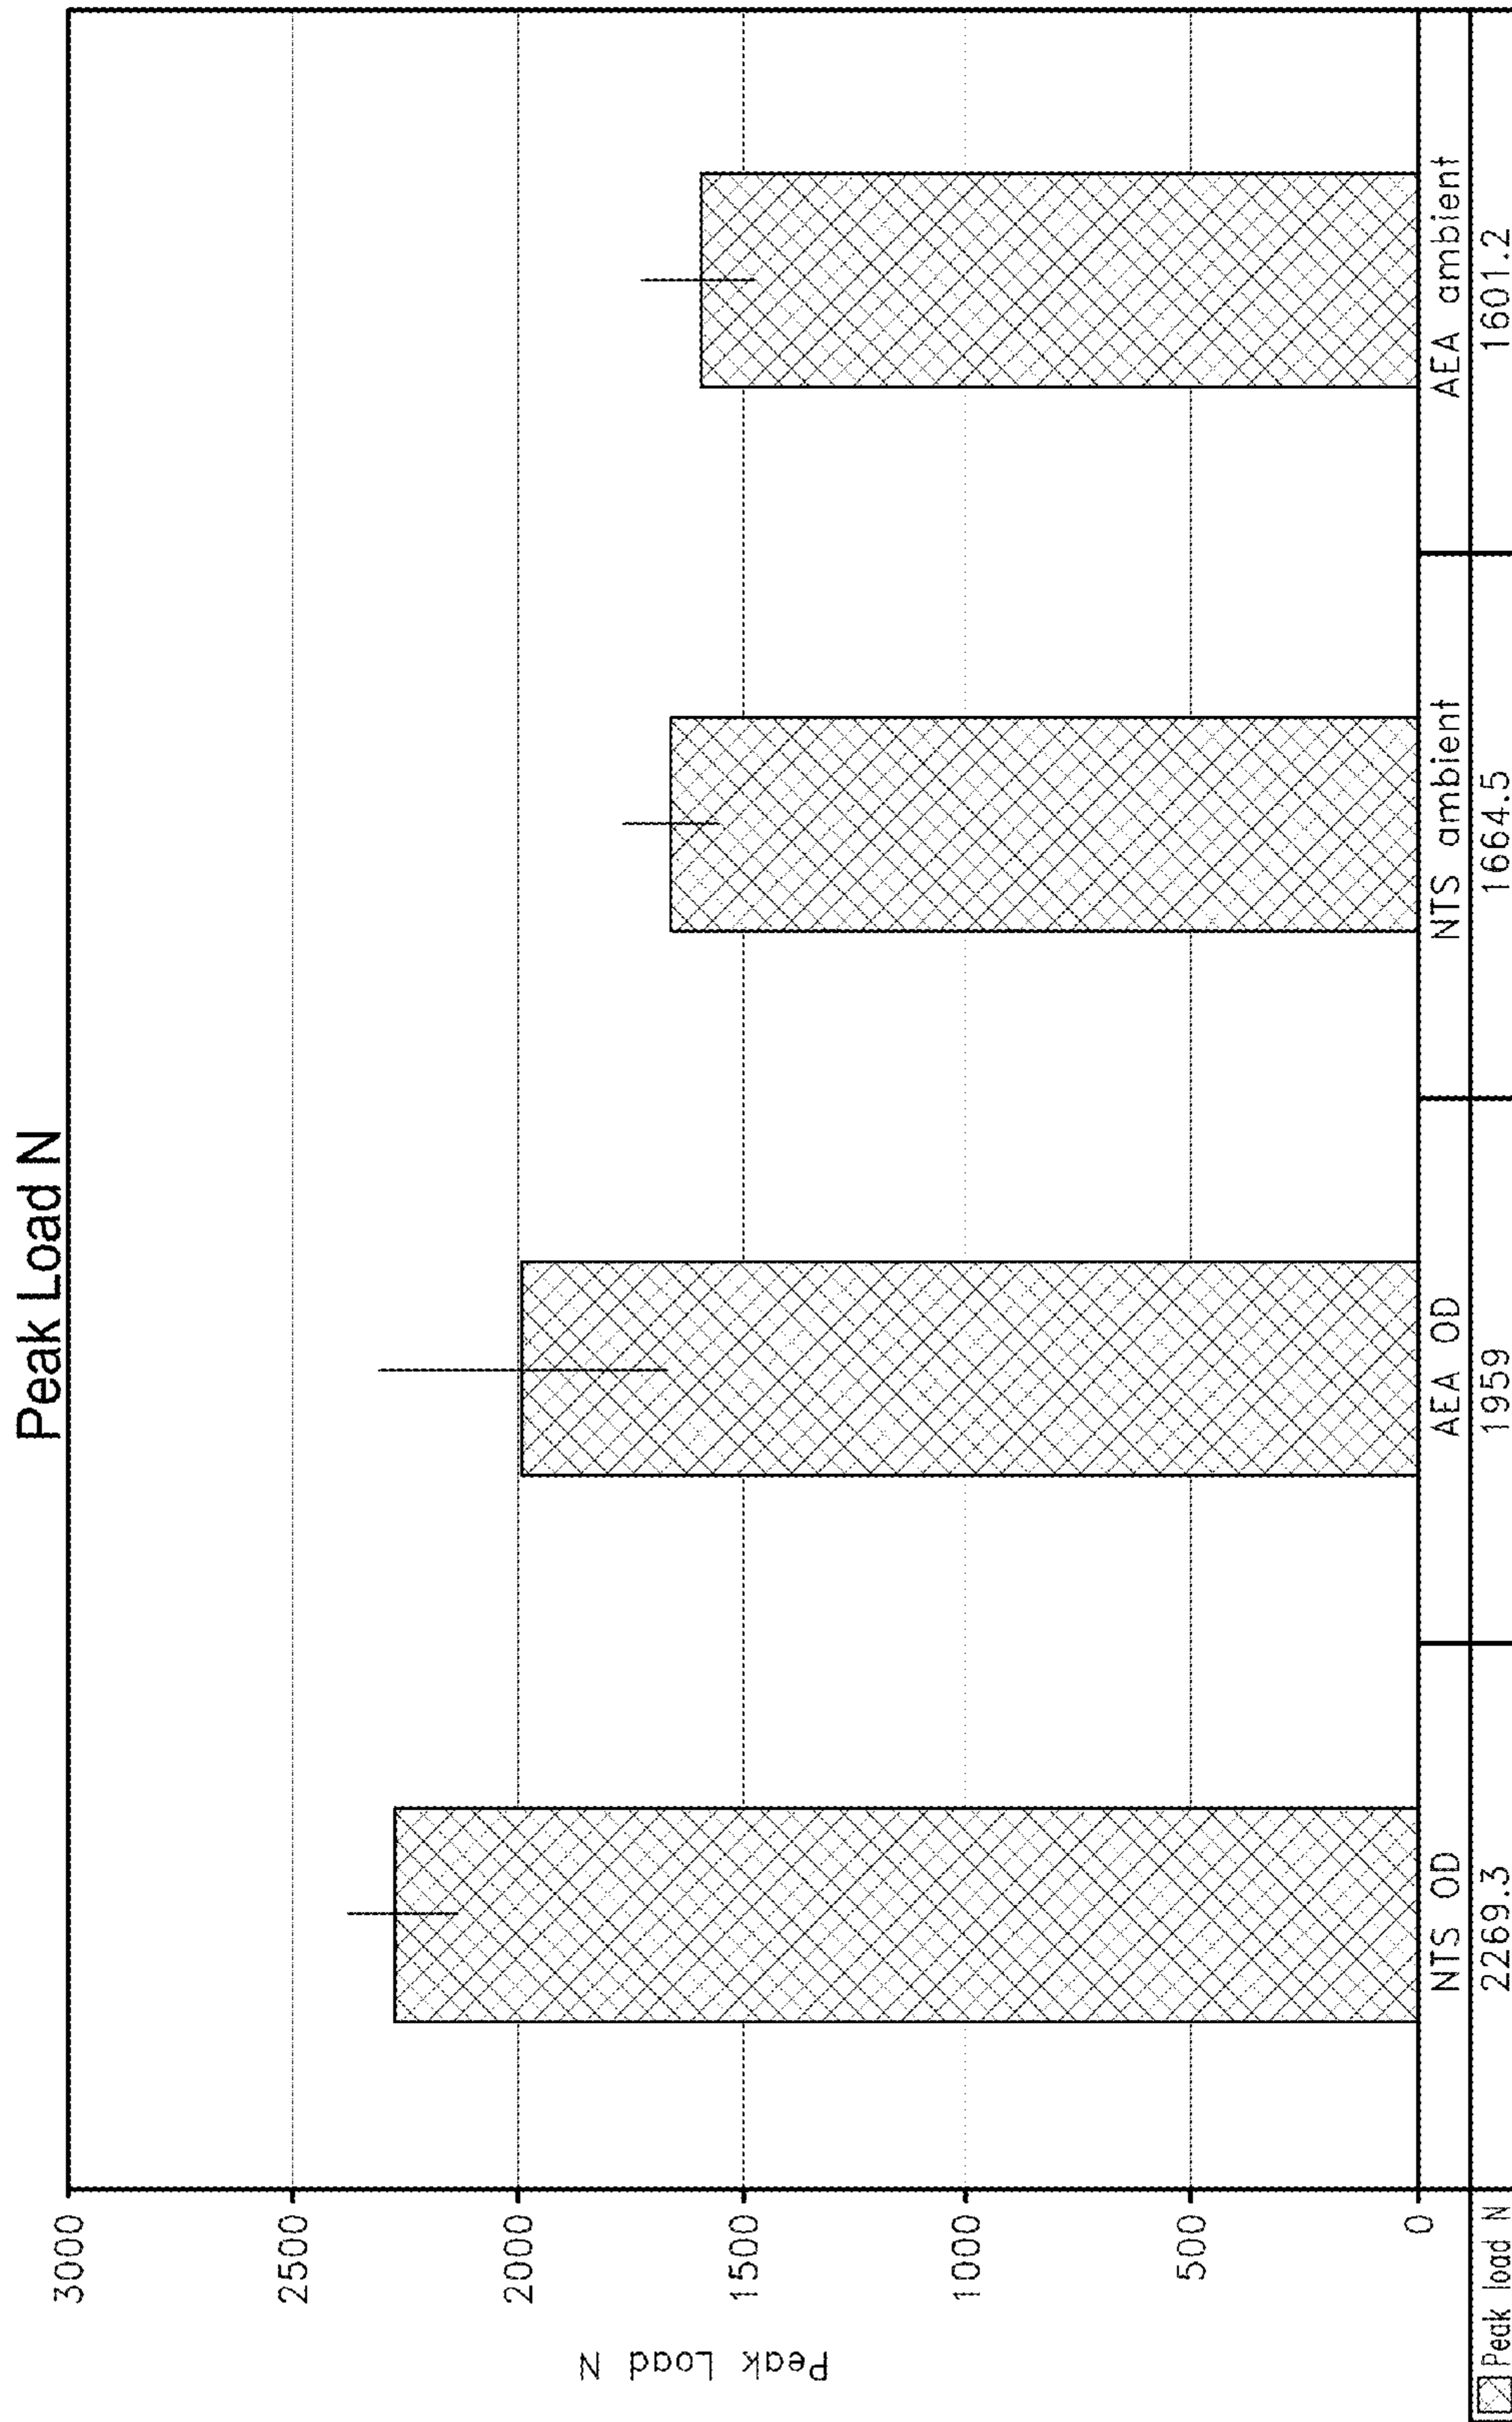 Peak Load N
3000
2500
2000
1500
1000
500
0
Peak Load N
NTS OD
AEA OD
NTS ambient
AEA ambient
Peak load N
2269.3
1959
1664.5
1601.2